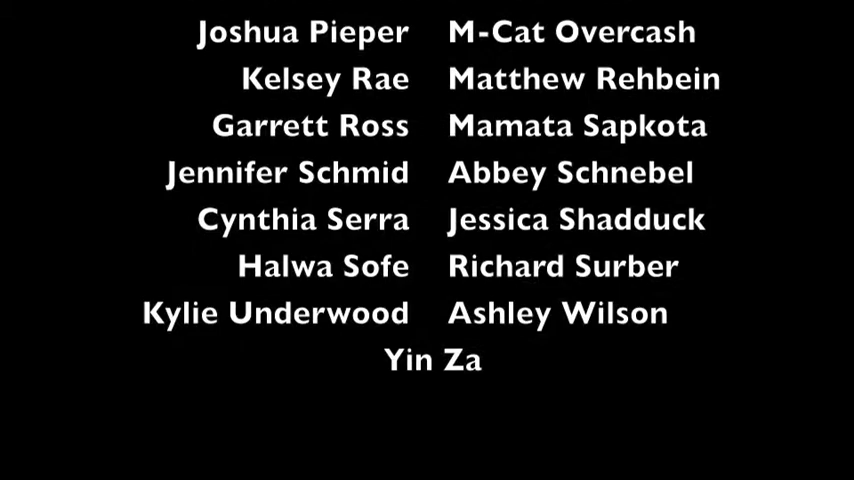 Joshua Pieper M-Cat Overcash
Kelsey Rae Matthew Rehbein
Garrett Ross Mamata Sapkota
Jennifer Schmid Abbey Schnebel
Cynthia Serra Jessica Shadduck
Halwa Sofe Richard Surber
Kylie Underwood Ashley Wilson
Yin Za